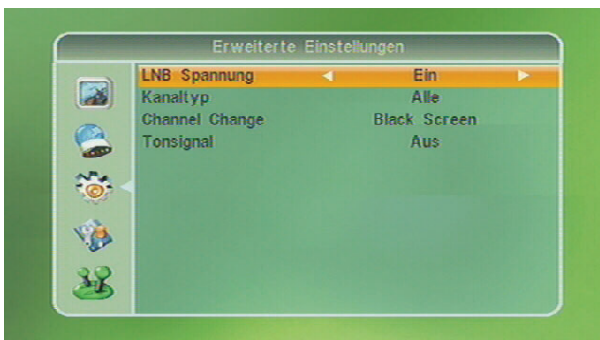 Erweiterte Einstellungen
LNB Spannung Ein
Kanaltyp Alle
Channel Change Black Screen
Tonsignal Aus